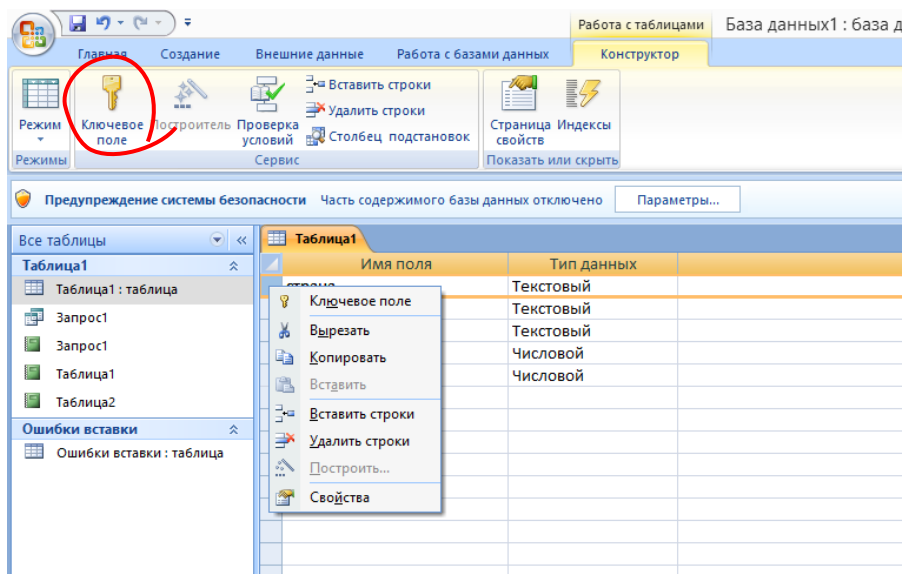 Работа с таблицами База данных1 : база д
Главная Создание Внешние данные Работа с базами данных Конструктор
Режим
Ключевое поле
Построитель
Проверка условий
Вставить строки
Удалить строки
Столбец подстановок
Страница свойств
Индексы
Режимы Сервис Показать или скрыть
Предупреждение системы безопасности Часть содержимого базы данных отключено Параметры...
Все таблицы
Таблица1
Таблица1 : таблица
Запрос1
Запрос1
Таблица1
Таблица2
Ошибки вставки
Ошибки вставки : таблица
Таблица1
Имя поля Тип данных
страна Текстовый
Текстовый
Текстовый
Числовой
Числовой
Ключевое поле
Вырезать
Копировать
Вставить
Вставить строки
Удалить строки
Построить...
Свойства